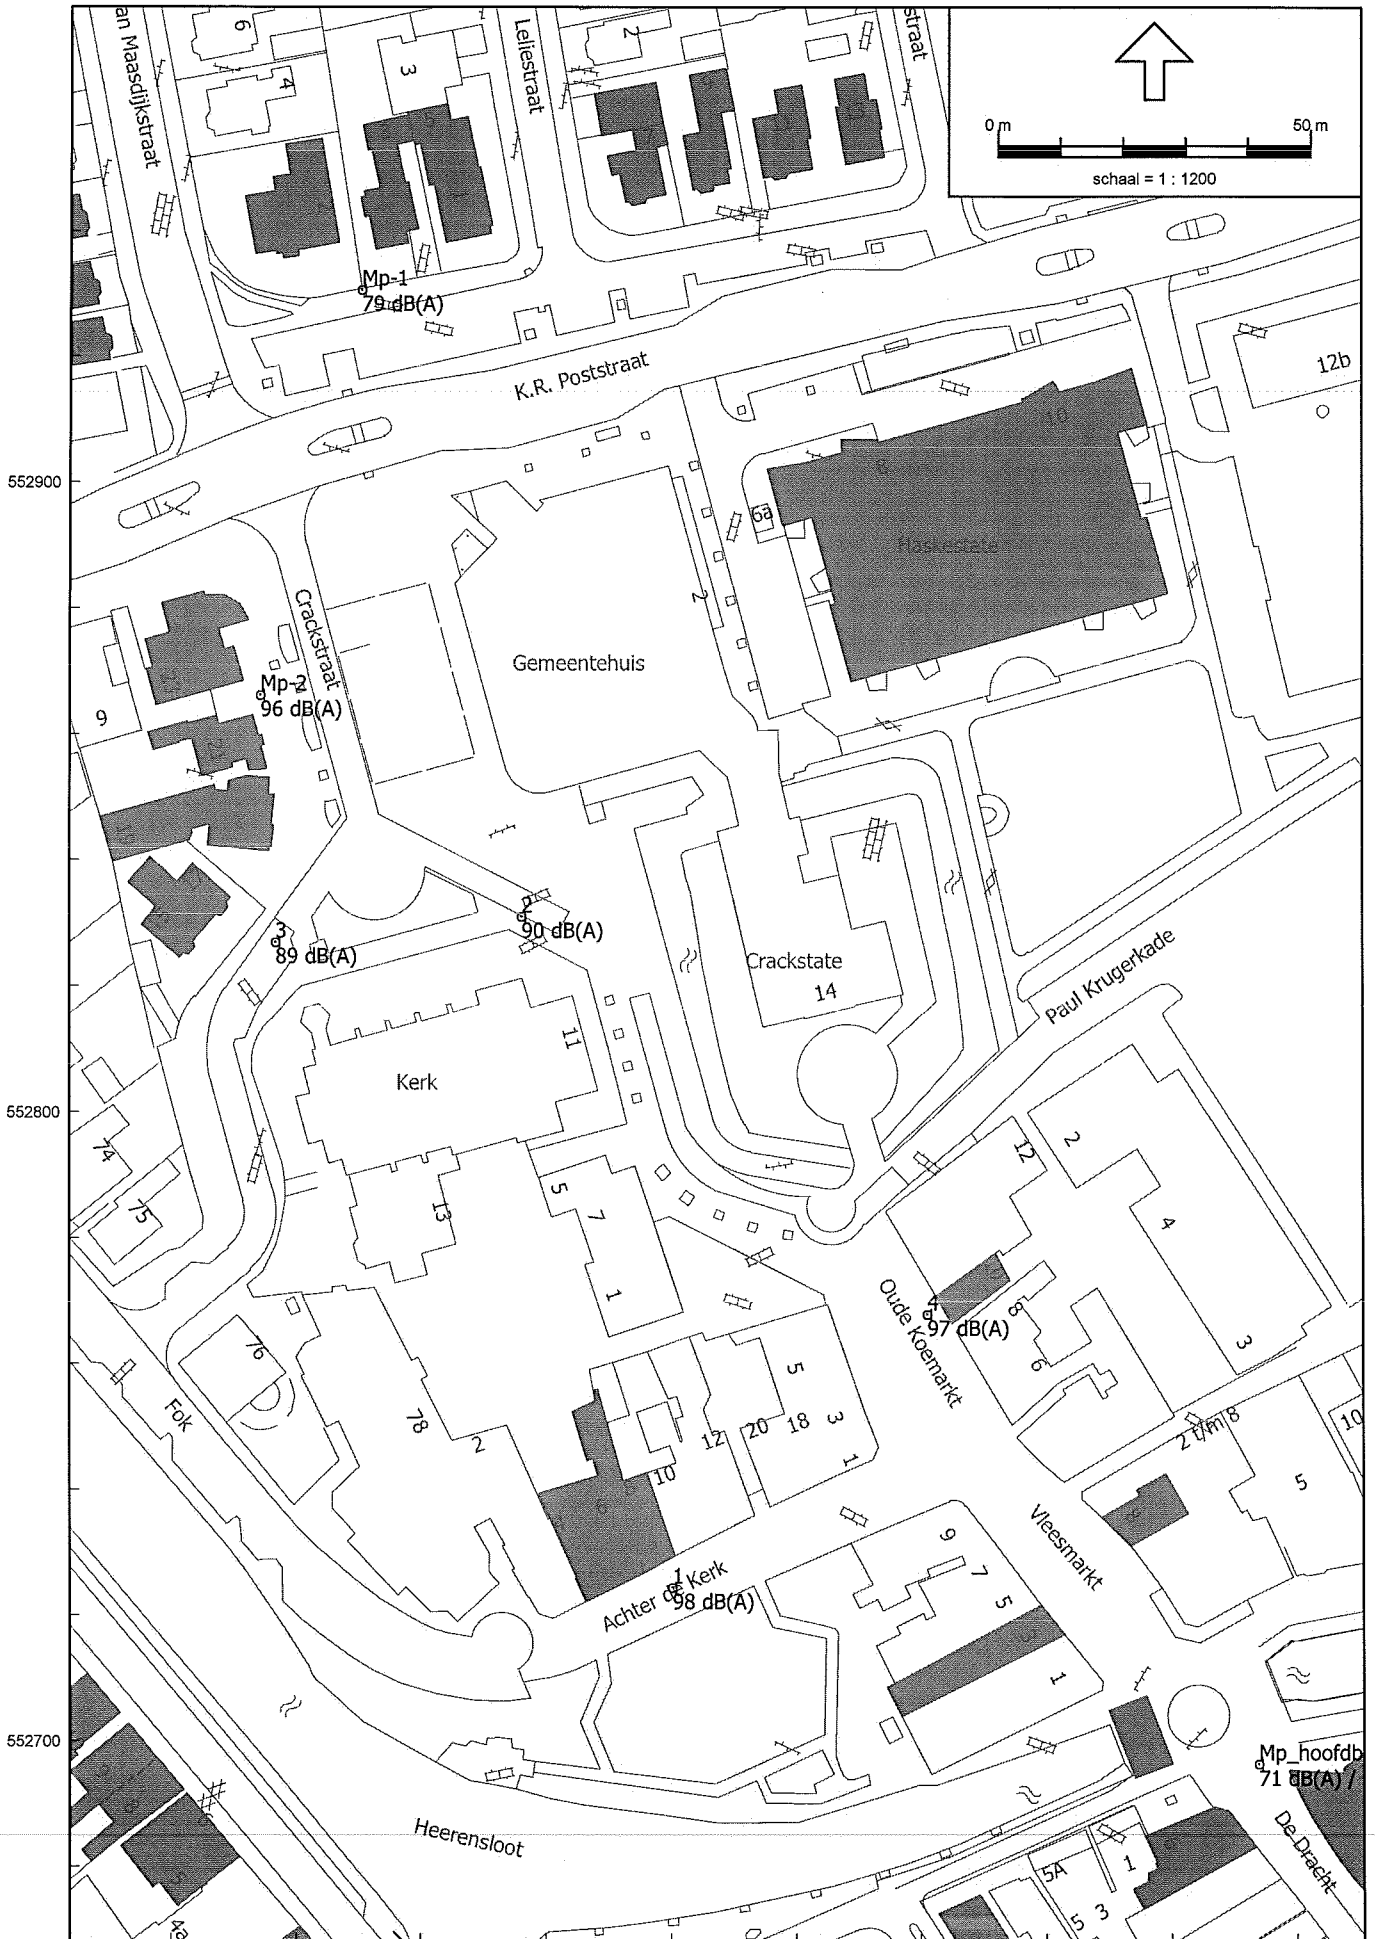 an Maasdijkstraat
6
4
3
5
Leliestraat
2
straat
0 m
50 m
schaal = 1 : 1200
Mp-1
79 dB(A)
K.R. Poststraat
12b
10
8
552900
6a
Haskestate
2
Crackstraat
Gemeentehuis
Mp-2
96 dB(A)
9
2
90 dB(A)
3
89 dB(A)
Crackstate
14
Paul Krugerkade
11
Kerk
552800
74
75
13
5
7
1
12
2
4
3
Oude Koemarkt
4
97 dB(A)
8
6
76
Fok
78
2
5
18
3
1
20
12
10
6
2 t/m 8
10
5
Vleesmarkt
9
7
5
3
1
1
98 dB(A)
Achter de Kerk
552700
Mp_hoofdb
71 dB(A) /
Heerensloot
De Dracht
5A
1
3
5
4a